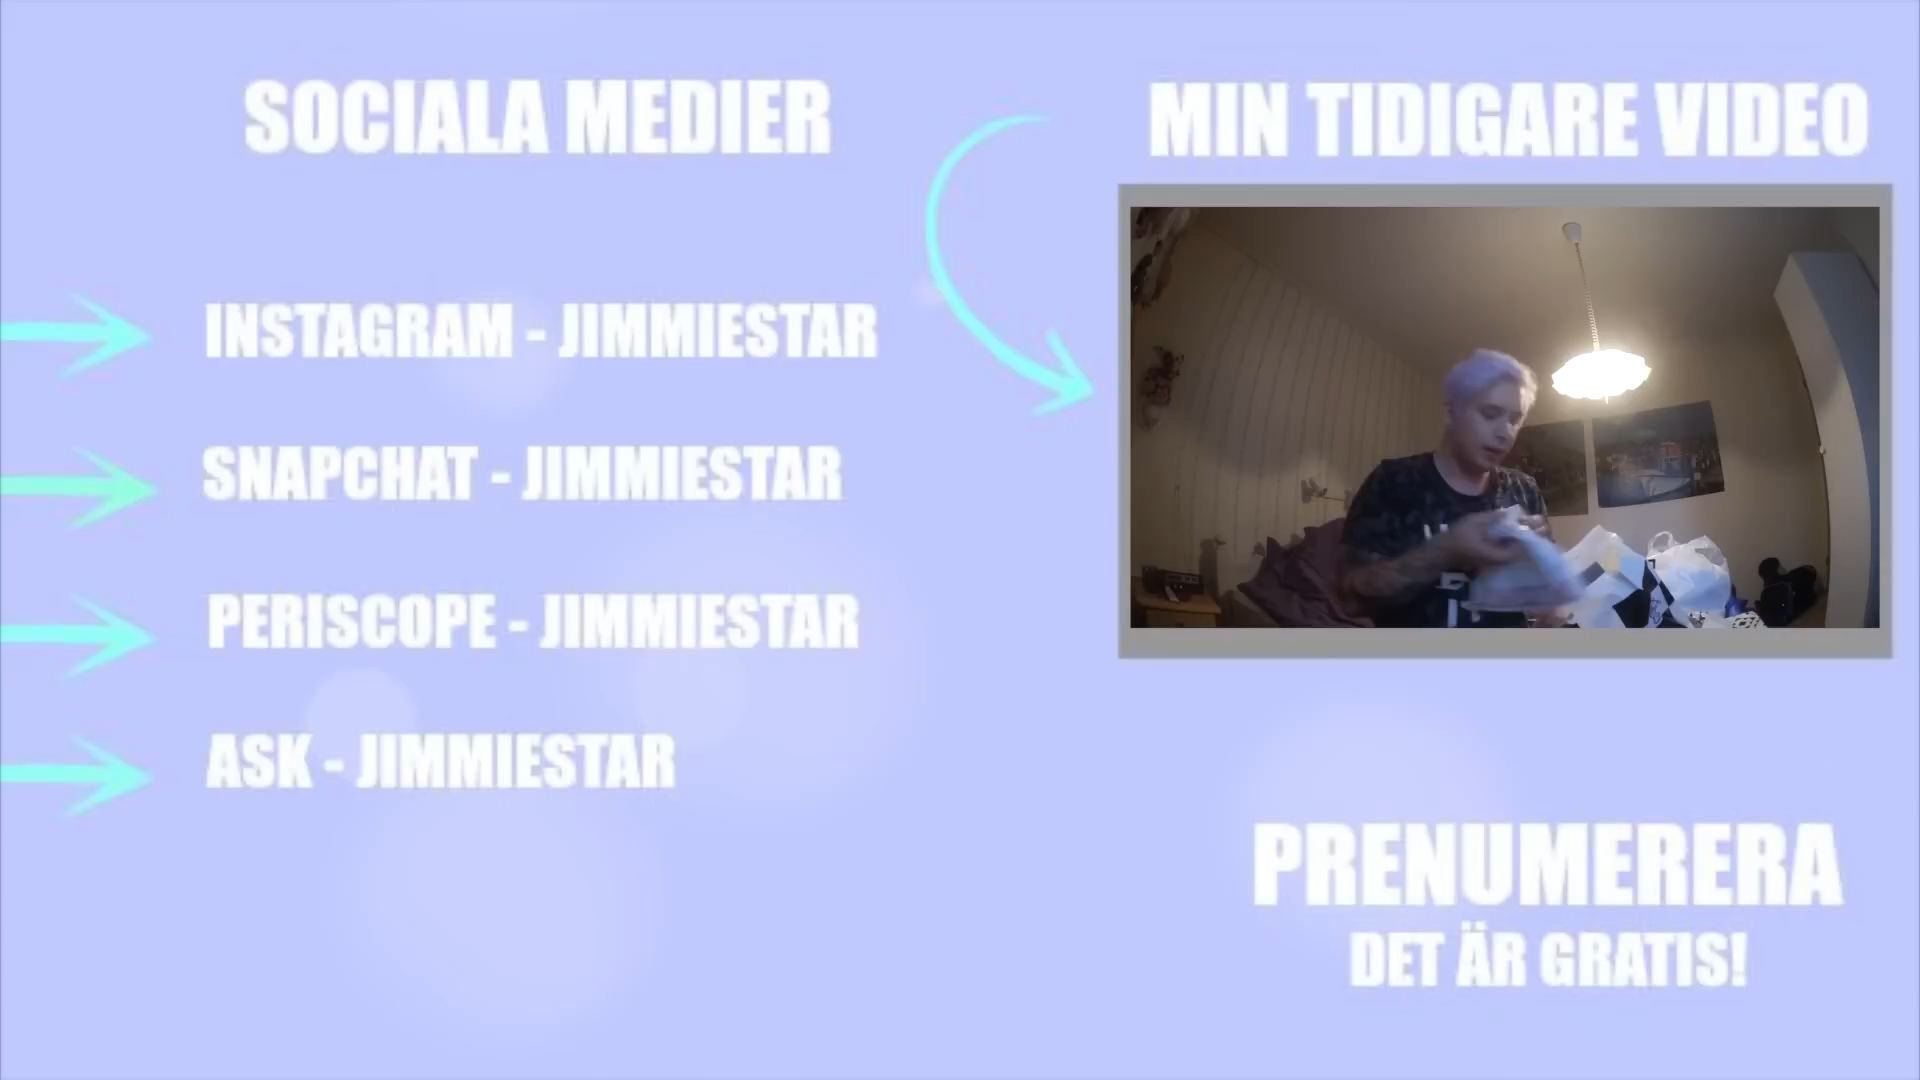 SOCIALA MEDIER
INSTAGRAM - JIMMIESTAR
SNAPCHAT - JIMMIESTAR
PERISCOPE - JIMMIESTAR
ASK - JIMMIESTAR
MIN TIDIGARE VIDEO
PRENUMERERA
DET ÄR GRATIS!